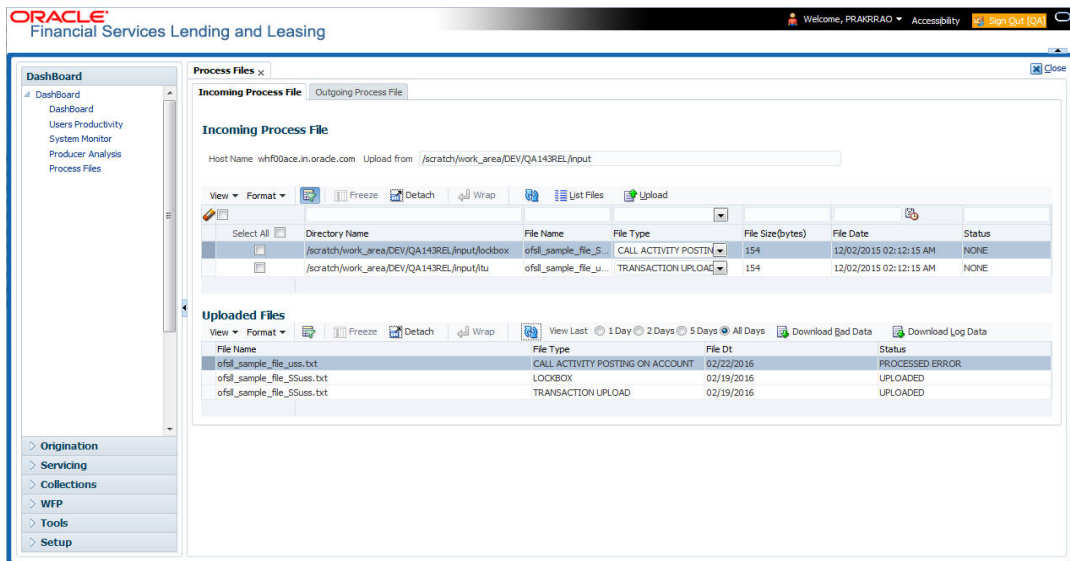 ORACLE
Financial Services Lending and Leasing
Welcome, PRAKRRAO Accessibility Sign Out [QA]
DashBoard
DashBoard
DashBoard
Users Productivity
System Monitor
Producer Analysis
Process Files
Origination
Servicing
Collections
WFP
Tools
Setup
Process Files x
Close
Incoming Process File Outgoing Process File
Incoming Process File
Host Name whf00ace.in.oracle.com Upload from /scratch/work_area/DEV/QA143REL/input
View Format Freeze Detach Wrap List Files Upload
Select All Directory Name File Name File Type File Size(bytes) File Date Status
/scratch/work_area/DEV/QA143REL/input/lockbox ofsll_sample_file_S... CALL ACTIVITY POSTIN 154 12/02/2015 02:12:15 AM NONE
/scratch/work_area/DEV/QA143REL/input/itu ofsll_sample_file_u... TRANSACTION UPLOAD 154 12/02/2015 02:12:15 AM NONE
Uploaded Files
View Format Freeze Detach Wrap View Last 1 Day 2 Days 5 Days All Days Download Bad Data Download Log Data
File Name File Type File Dt Status
ofsll_sample_file_uss.txt CALL ACTIVITY POSTING ON ACCOUNT 02/22/2016 PROCESSED ERROR
ofsll_sample_file_SSuss.txt LOCKBOX 02/19/2016 UPLOADED
ofsll_sample_file_SSuss.txt TRANSACTION UPLOAD 02/19/2016 UPLOADED